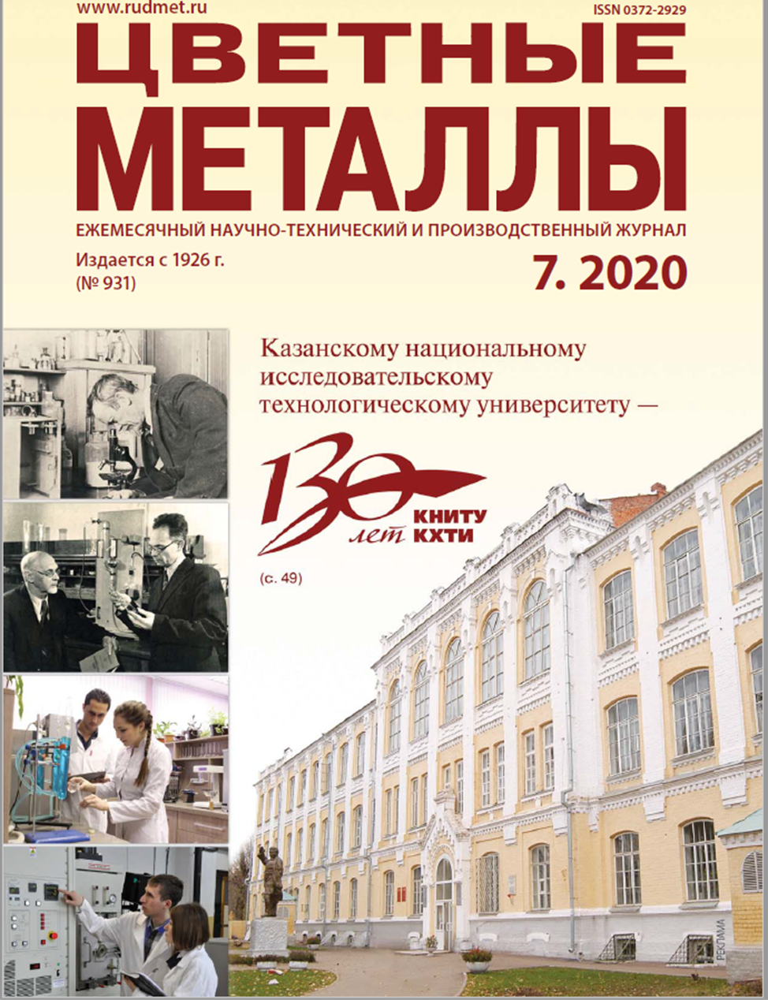 www.rudmet.ru
ISSN 0372-2929
ЦВЕТНЫЕ
МЕТАЛЛЫ
ЕЖЕМЕСЯЧНЫЙ НАУЧНО-ТЕХНИЧЕСКИЙ И ПРОИЗВОДСТВЕННЫЙ ЖУРНАЛ
Издается с 1926 г.
(№ 931)
7. 2020
Казанскому национальному
исследовательскому
технологическому университету —
130
лет
КНИТУ
КХТИ
(с. 49)
РЕКЛАМА